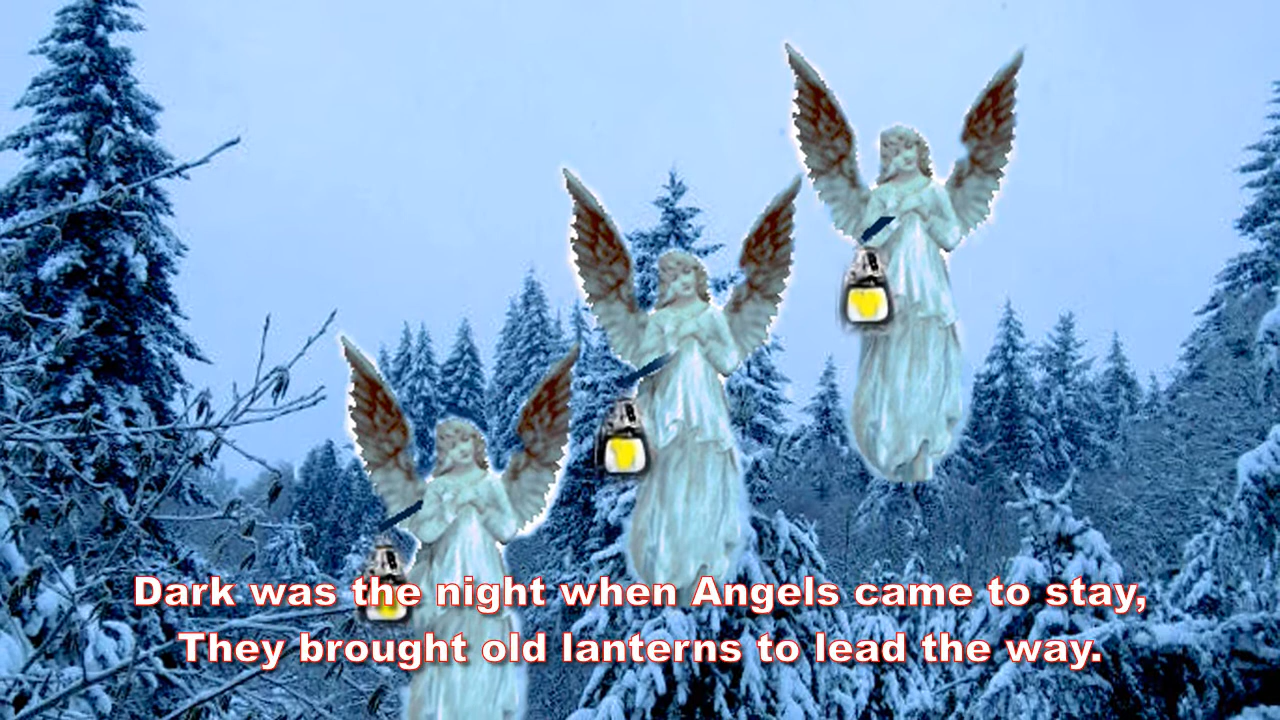 Dark was the night when Angels came to stay,
They brought old lanterns to lead the way.